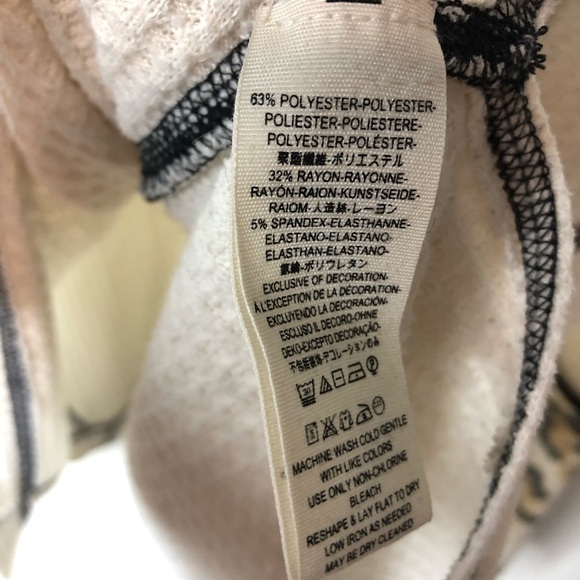 63% POLYESTER-POLYESTER-
POLIESTER-POLIESTERE-
POLYESTER-POLÉSTER-
聚酯纖維-ポリエステル
32% RAYON-RAYONNE-
RAYÓN-RAION-KUNSTSEIDE-
RAIOM-人造絲-レーヨン
5% SPANDEX-ELASTHANNE-
ELASTANO-ELASTANO-
ELASTHAN-ELASTANO-
氨綸-ポリウレタン
EXCLUSIVE OF DECORATION-
À L'EXCEPTION DE LA DÉCORATION-
EXCLUYENDO LA DECORACIÓN-
ESCLUSO IL DECORO-OHNE
DEKO-EXCEPTO DECORAÇÃO-
不包括裝飾-デコレーションのみ
MACHINE WASH COLD GENTLE
WITH LIKE COLORS
USE ONLY NON-CHLORINE
BLEACH
RESHAPE & LAY FLAT TO DRY
LOW IRON AS NEEDED
MAY BE DRY CLEANED